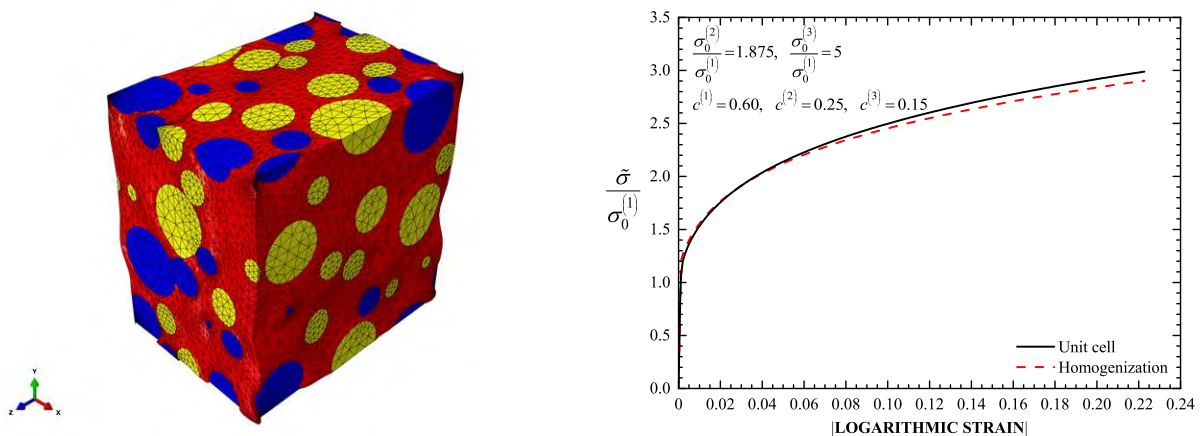 Y
Z
X
3.5
3.0
2.5
2.0
1.5
1.0
0.5
0.0
σ̃ / σ₀⁽¹⁾
σ₀⁽²⁾ / σ₀⁽¹⁾ = 1.875, σ₀⁽³⁾ / σ₀⁽¹⁾ = 5
c⁽¹⁾ = 0.60, c⁽²⁾ = 0.25, c⁽³⁾ = 0.15
Unit cell
Homogenization
0 0.02 0.04 0.06 0.08 0.10 0.12 0.14 0.16 0.18 0.20 0.22 0.24
|LOGARITHMIC STRAIN|